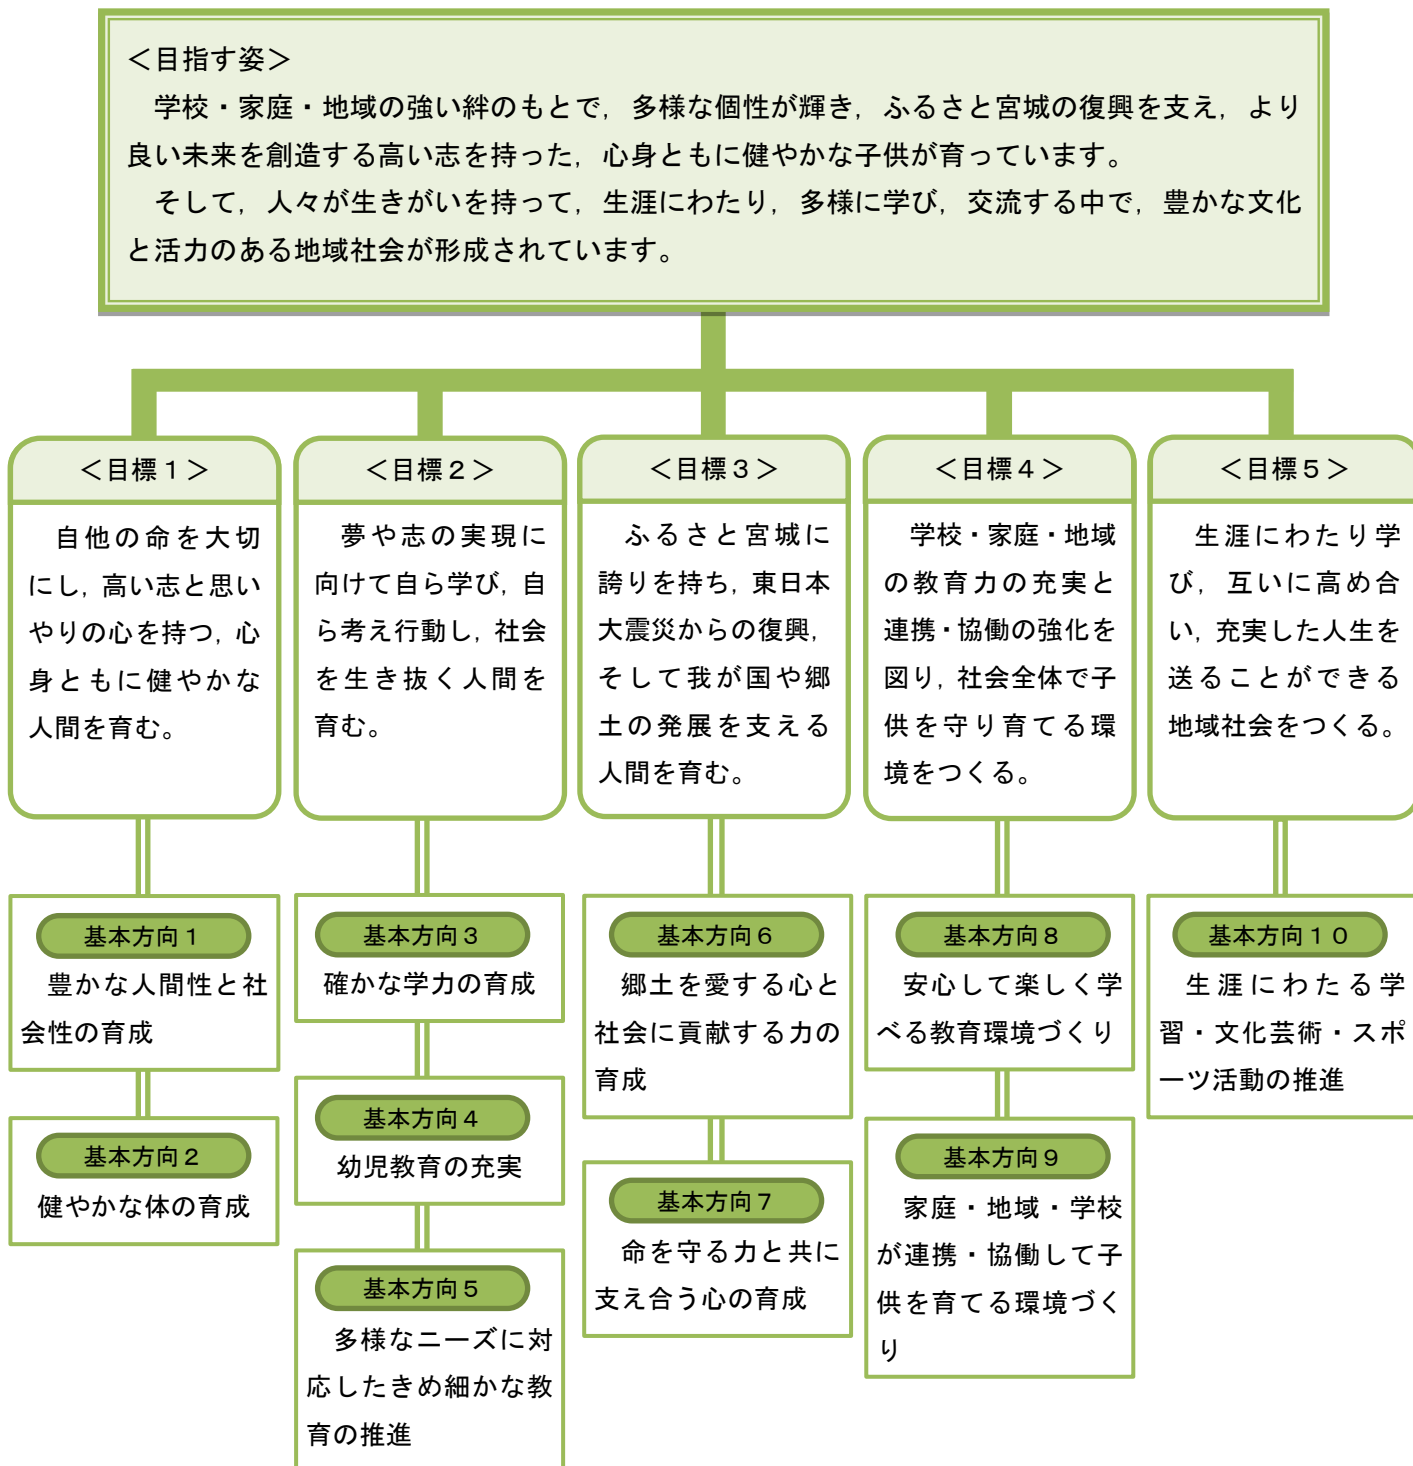 ＜目指す姿＞
学校・家庭・地域の強い絆のもとで，多様な個性が輝き，ふるさと宮城の復興を支え，より
良い未来を創造する高い志を持った，心身ともに健やかな子供が育っています。
そして，人々が生きがいを持って，生涯にわたり，多様に学び，交流する中で，豊かな文化
と活力のある地域社会が形成されています。
＜目標１＞
自他の命を大切
にし，高い志と思い
やりの心を持つ，心
身ともに健やかな
人間を育む。
＜目標２＞
夢や志の実現に
向けて自ら学び，自
ら考え行動し，社会
を生き抜く人間を
育む。
＜目標３＞
ふるさと宮城に
誇りを持ち，東日本
大震災からの復興，
そして我が国や郷
土の発展を支える
人間を育む。
＜目標４＞
学校・家庭・地域
の教育力の充実と
連携・協働の強化を
図り，社会全体で子
供を守り育てる環
境をつくる。
＜目標５＞
生涯にわたり学
び，互いに高め合
い，充実した人生を
送ることができる
地域社会をつくる。
基本方向１
豊かな人間性と社
会性の育成
基本方向２
健やかな体の育成
基本方向３
確かな学力の育成
基本方向４
幼児教育の充実
基本方向５
多様なニーズに対
応したきめ細かな教
育の推進
基本方向６
郷土を愛する心と
社会に貢献する力の
育成
基本方向７
命を守る力と共に
支え合う心の育成
基本方向８
安心して楽しく学
べる教育環境づくり
基本方向９
家庭・地域・学校
が連携・協働して子
供を育てる環境づく
り
基本方向１０
生涯にわたる学
習・文化芸術・スポ
ーツ活動の推進